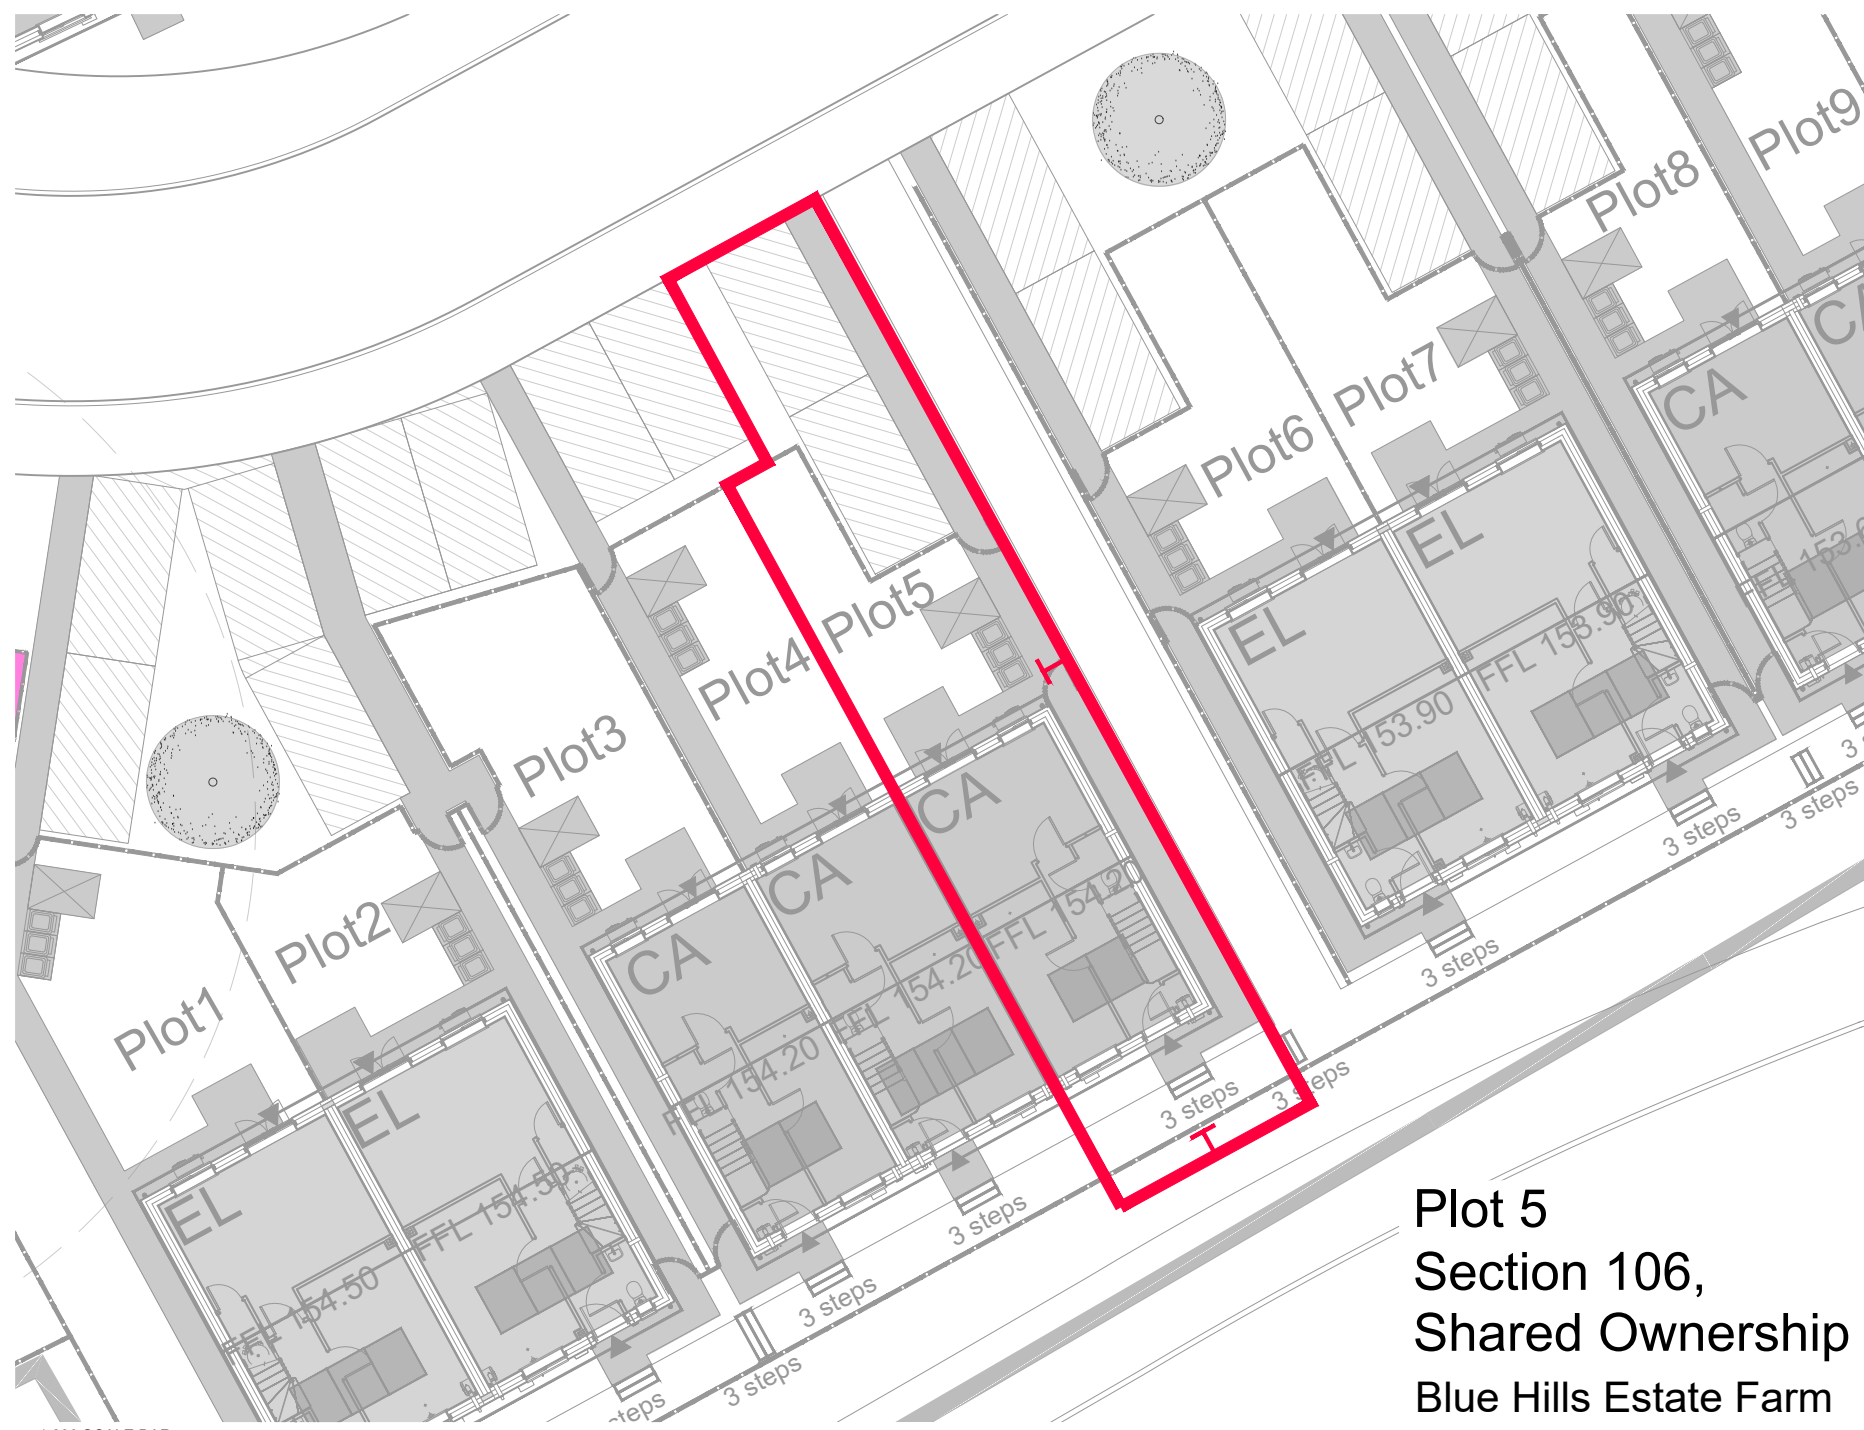 Plot9
Plot8
Plot7
Plot6
Plot5
Plot4
Plot3
Plot2
Plot1
CA
CA
EL
EL
FFL 153.90
FFL 153.90
CA
CA
CA
FFL 154.20
FFL 154.20
FFL 154.20
EL
EL
FFL 154.50
FFL 154.50
3 steps
3 steps
3 steps
3 steps
3 steps
3 steps
3 steps
3 steps
steps
Plot 5
Section 106,
Shared Ownership
Blue Hills Estate Farm